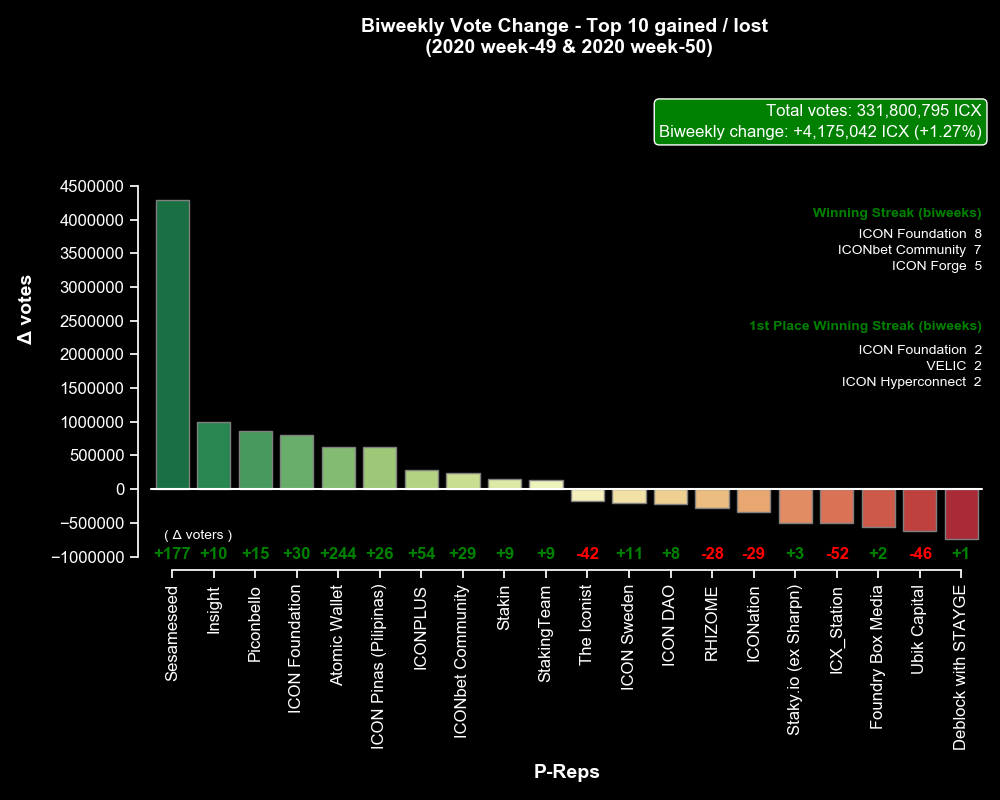 Biweekly Vote Change - Top 10 gained / lost
(2020 week-49 & 2020 week-50)
Total votes: 331,800,795 ICX
Biweekly change: +4,175,042 ICX (+1.27%)
Winning Streak (biweeks)
ICON Foundation 8
ICONbet Community 7
ICON Forge 5
1st Place Winning Streak (biweeks)
ICON Foundation 2
VELIC 2
ICON Hyperconnect 2
Δ votes
4500000
4000000
3500000
3000000
2500000
2000000
1500000
1000000
500000
0
−500000
−1000000
( Δ voters )
+177 +10 +15 +30 +244 +26 +54 +29 +9 +9 -42 +11 +8 -28 -29 +3 -52 +2 -46 +1
Sesameseed
Insight
Piconbello
ICON Foundation
Atomic Wallet
ICON Pinas (Pilipinas)
ICONPLUS
ICONbet Community
Stakin
StakingTeam
The Iconist
ICON Sweden
ICON DAO
RHIZOME
ICONation
Staky.io (ex Sharpn)
ICX_Station
Foundry Box Media
Ubik Capital
Deblock with STAYGE
P-Reps